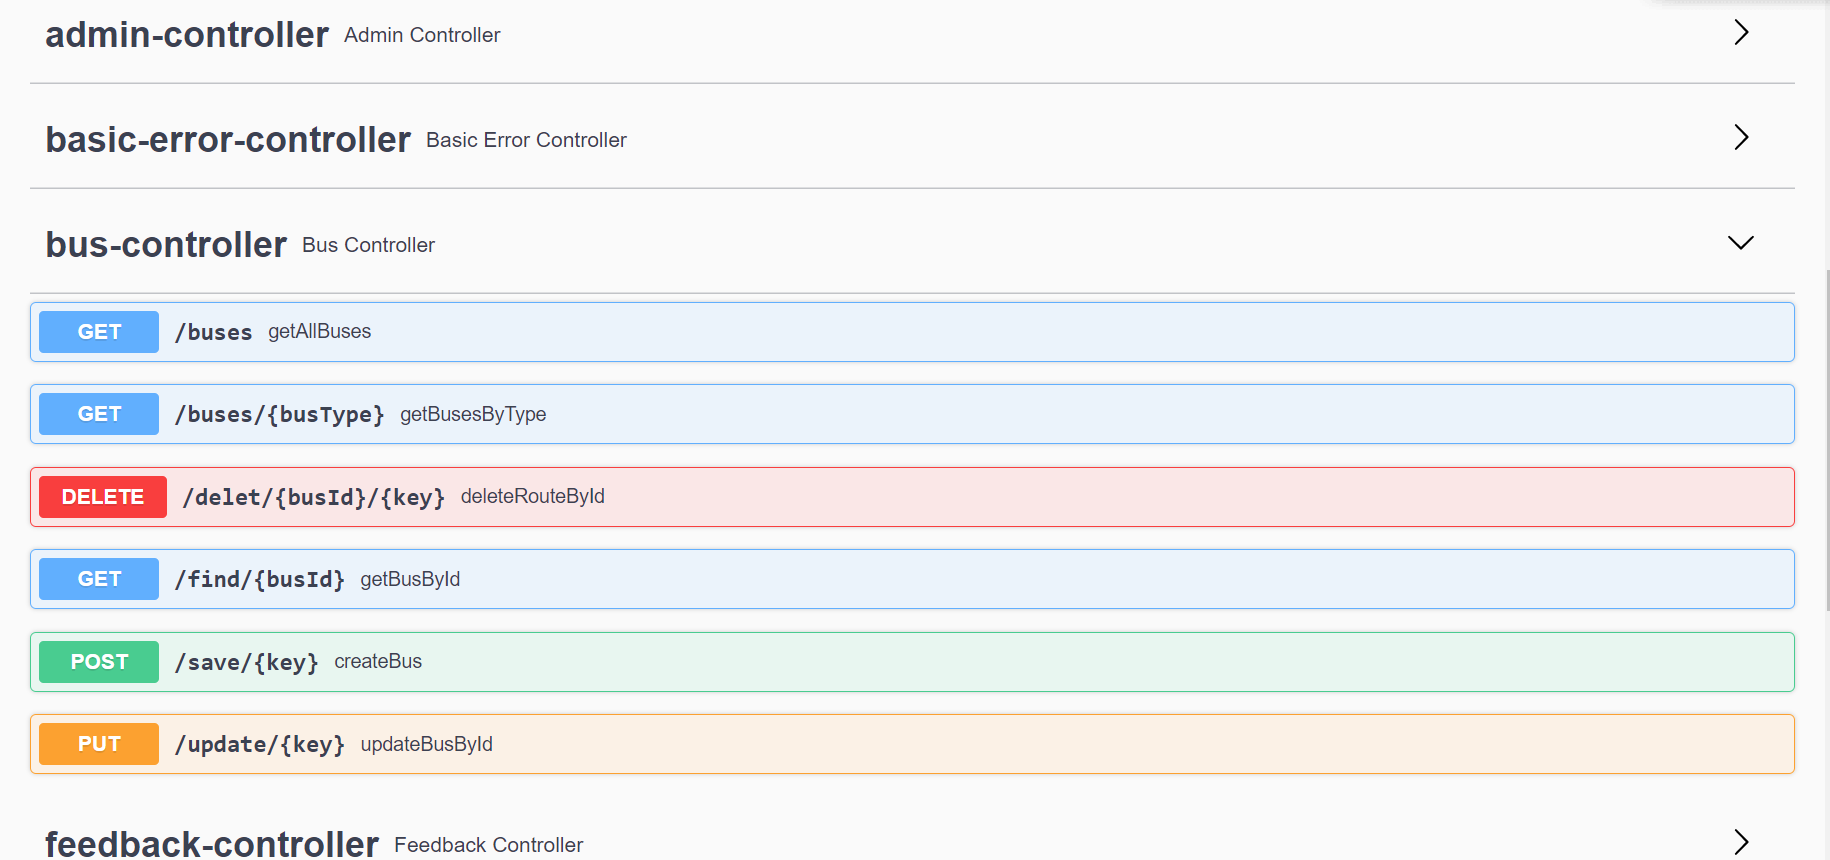 admin-controller Admin Controller
basic-error-controller Basic Error Controller
bus-controller Bus Controller
GET /buses getAllBuses
GET /buses/{busType} getBusesByType
DELETE /delet/{busId}/{key} deleteRouteById
GET /find/{busId} getBusById
POST /save/{key} createBus
PUT /update/{key} updateBusById
feedback-controller Feedback Controller